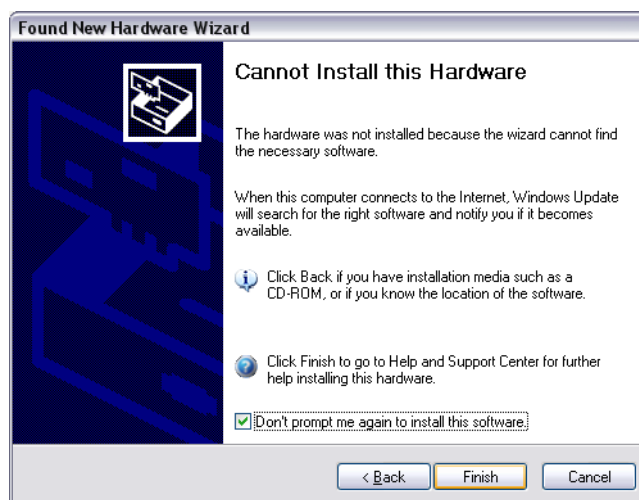 Found New Hardware Wizard
Cannot Install this Hardware
The hardware was not installed because the wizard cannot find
the necessary software.
When this computer connects to the Internet, Windows Update
will search for the right software and notify you if it becomes
available.
Click Back if you have installation media such as a
CD-ROM, or if you know the location of the software.
Click Finish to go to Help and Support Center for further
help installing this hardware.
Don't prompt me again to install this software.
< Back Finish Cancel